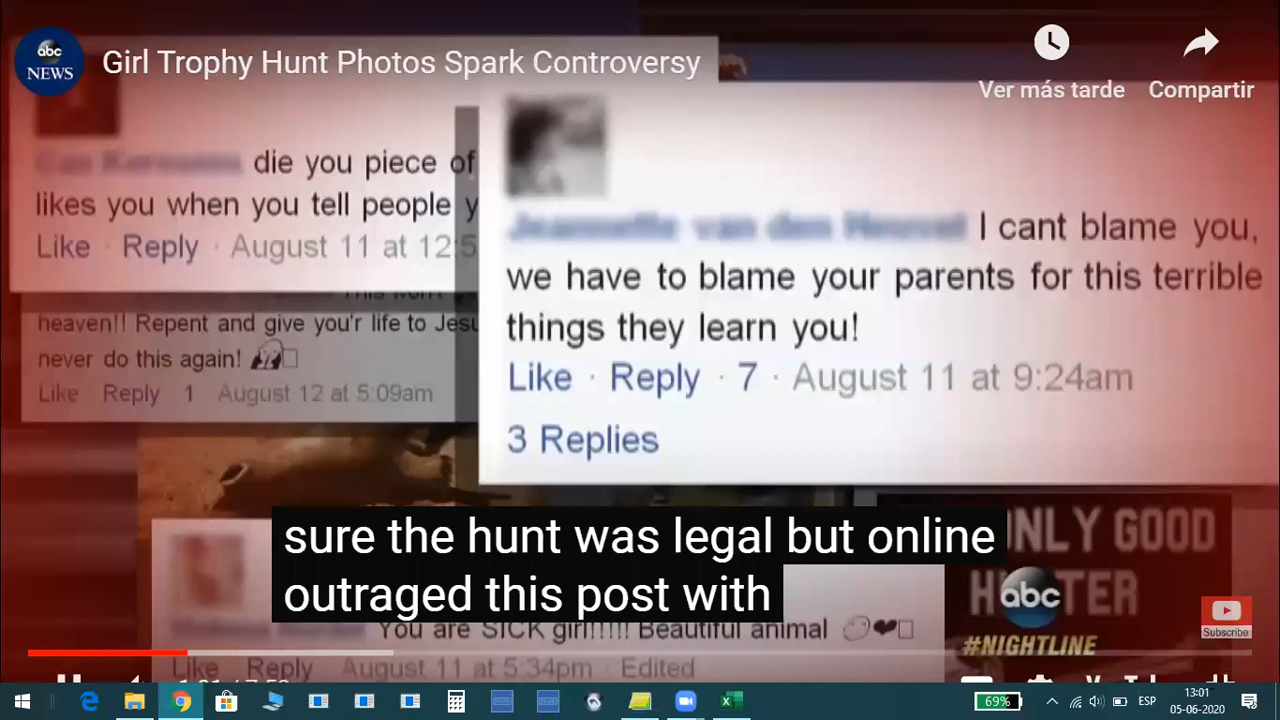 abc
NEWS
Girl Trophy Hunt Photos Spark Controversy
Ver más tarde
Compartir
die you piece of
likes you when you tell people y
Like · Reply · August 11 at 12:5
heaven!! Repent and give you'r life to Jesu
never do this again!
Like Reply 1 August 12 at 5:09am
I cant blame you,
we have to blame your parents for this terrible
things they learn you!
Like · Reply · 7 · August 11 at 9:24am
3 Replies
sure the hunt was legal but online
outraged this post with
You are SICK girl!!!!! Beautiful animal
Like Reply August 11 at 5:34pm · Edited
ONLY GOOD
abc
#NIGHTLINE
Subscribe
69%
ESP
13:01
05-06-2020